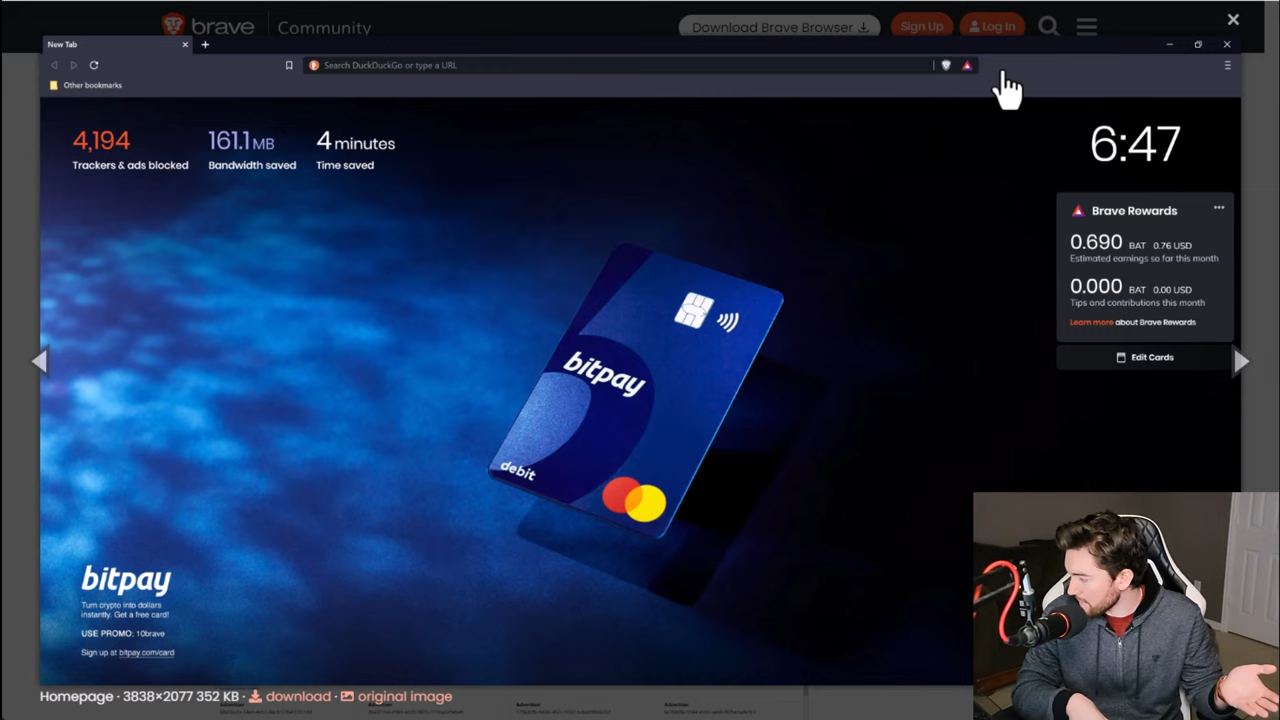 brave Community Download Brave Browser Sign Up Log In
New Tab
Search DuckDuckGo or type a URL
Other bookmarks
4,194 161.1 MB 4 minutes
Trackers & ads blocked Bandwidth saved Time saved
6:47
Brave Rewards
0.690 BAT 0.76 USD
Estimated earnings so far this month
0.000 BAT 0.00 USD
Tips and contributions this month
Learn more about Brave Rewards
Edit Cards
bitpay
debit
bitpay
Turn crypto into dollars
instantly. Get a free card!
USE PROMO: 10brave
Sign up at bitpay.com/card
Homepage · 3838×2077 352 KB · download · original image